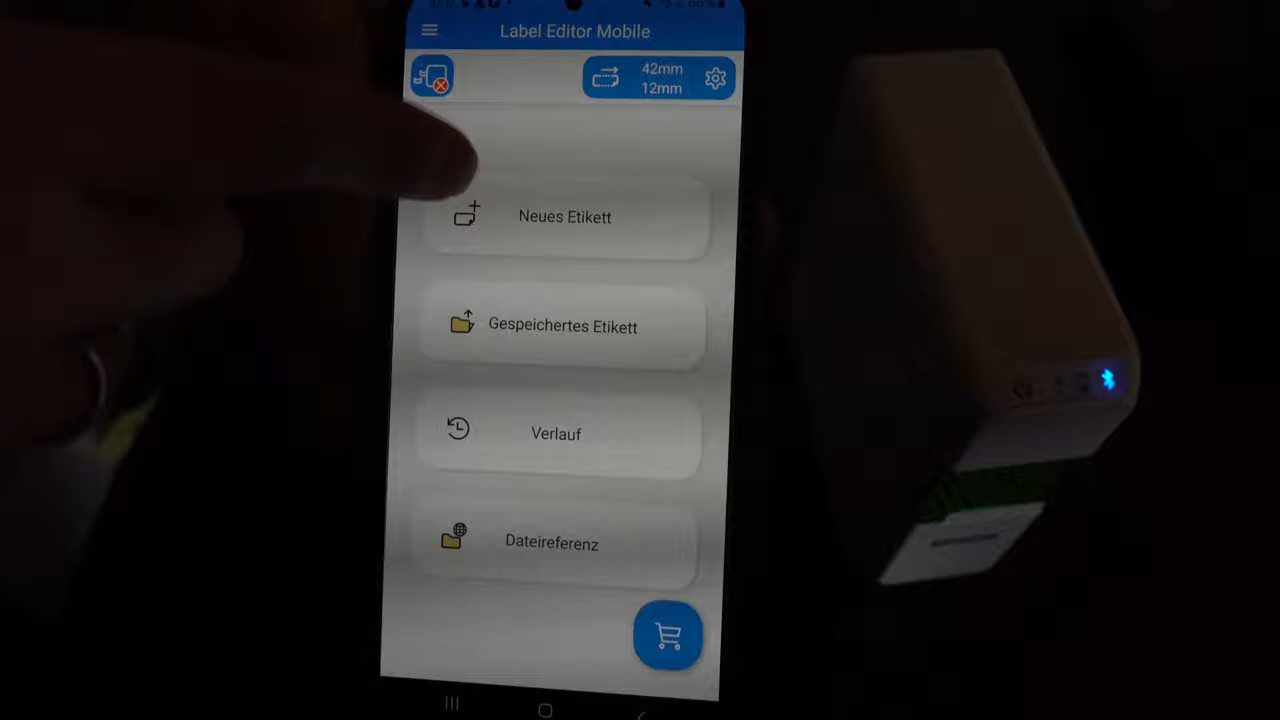 Label Editor Mobile
42mm
12mm
Neues Etikett
Gespeichertes Etikett
Verlauf
Dateireferenz